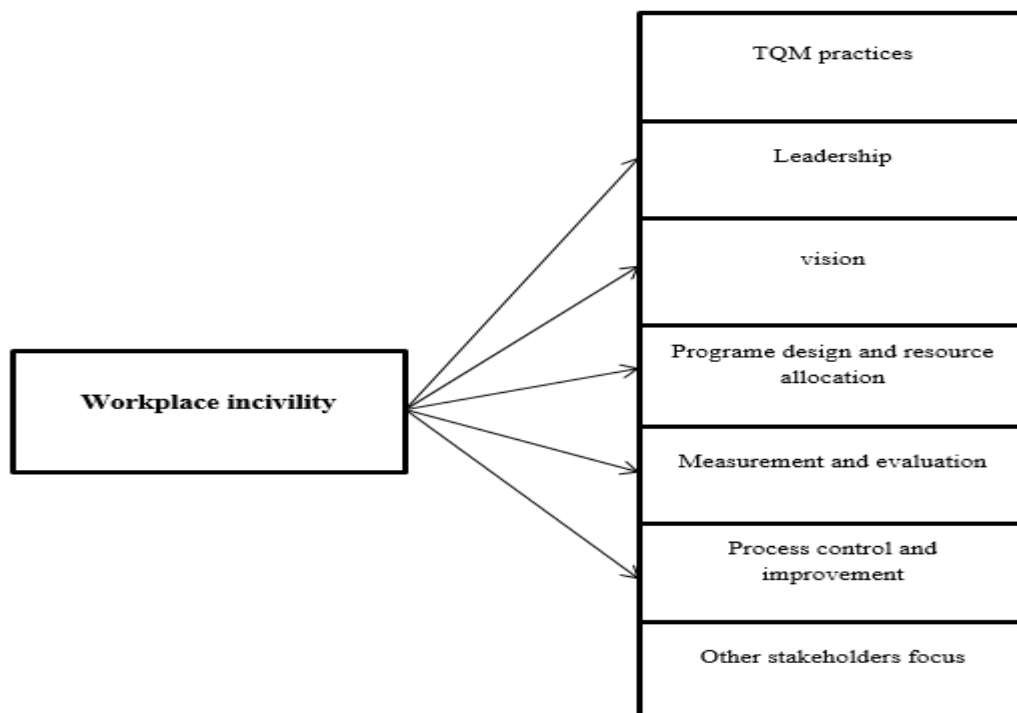 TQM practices
Leadership
vision
Programe design and resource
allocation
Workplace incivility
Measurement and evaluation
Process control and
improvement
Other stakeholders focus